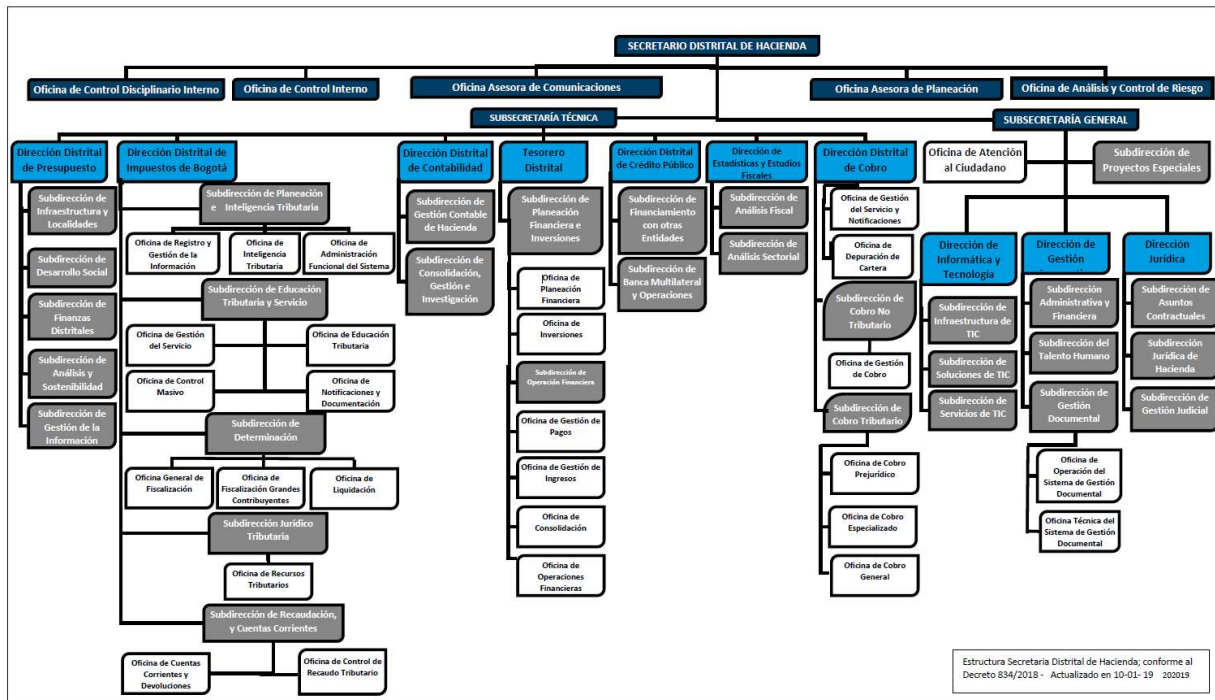 SECRETARIO DISTRITAL DE HACIENDA
Oficina de Control Disciplinario Interno
Oficina de Control Interno
Oficina Asesora de Comunicaciones
Oficina Asesora de Planeación
Oficina de Análisis y Control de Riesgo
SUBSECRETARÍA TÉCNICA
SUBSECRETARÍA GENERAL
Dirección Distrital
de Presupuesto
Subdirección de
Infraestructura y
Localidades
Subdirección de
Desarrollo Social
Subdirección de
Finanzas
Distritales
Subdirección de
Análisis y
Sostenibilidad
Subdirección de
Gestión de la
Información
Dirección Distrital de
Impuestos de Bogotá
Subdirección de Planeación
e Inteligencia Tributaria
Oficina de Registro y
Gestión de la
Información
Oficina de
Inteligencia
Tributaria
Oficina de
Administración
Funcional del Sistema
Subdirección de Educación
Tributaria y Servicio
Oficina de Gestión
del Servicio
Oficina de Educación
Tributaria
Oficina de Control
Masivo
Oficina de
Notificaciones y
Documentación
Subdirección de
Determinación
Oficina General de
Fiscalización
Oficina de
Fiscalización Grandes
Contribuyentes
Oficina de
Liquidación
Subdirección Jurídico
Tributaria
Oficina de Recursos
Tributarios
Subdirección de Recaudación,
y Cuentas Corrientes
Oficina de Cuentas
Corrientes y
Devoluciones
Oficina de Control de
Recaudo Tributario
Dirección Distrital
de Contabilidad
Subdirección de
Gestión Contable
de Hacienda
Subdirección de
Consolidación,
Gestión e
Investigación
Tesorero
Distrital
Subdirección de
Planeación
Financiera e
Inversiones
Oficina de
Planeación
Financiera
Oficina de
Inversiones
Subdirección de
Operación Financiera
Oficina de Gestión de
Pagos
Oficina de Gestión de
Ingresos
Oficina de
Consolidación
Oficina de
Operaciones
Financieras
Dirección Distrital
de Crédito Público
Subdirección de
Financiamiento
con otras
Entidades
Subdirección de
Banca Multilateral
y Operaciones
Dirección de
Estadísticas y Estudios
Fiscales
Subdirección de
Análisis Fiscal
Subdirección de
Análisis Sectorial
Dirección Distrital
de Cobro
Oficina de Gestión
del Servicio y
Notificaciones
Oficina de
Depuración de
Cartera
Subdirección de
Cobro No
Tributario
Oficina de Gestión
de Cobro
Subdirección de
Cobro Tributario
Oficina de Cobro
Prejurídico
Oficina de Cobro
Especializado
Oficina de Cobro
General
Oficina de Atención
al Ciudadano
Subdirección de
Proyectos Especiales
Dirección de
Informática y
Tecnología
Subdirección de
Infraestructura de
TIC
Subdirección de
Soluciones de TIC
Subdirección de
Servicios de TIC
Dirección de
Gestión
Subdirección
Administrativa y
Financiera
Subdirección del
Talento Humano
Subdirección de
Gestión
Documental
Oficina de
Operación del
Sistema de Gestión
Documental
Oficina Técnica del
Sistema de Gestión
Documental
Dirección
Jurídica
Subdirección de
Asuntos
Contractuales
Subdirección
Jurídica de
Hacienda
Subdirección de
Gestión Judicial
Estructura Secretaria Distrital de Hacienda; conforme al
Decreto 834/2018 - Actualizado en 10-01- 19 202019